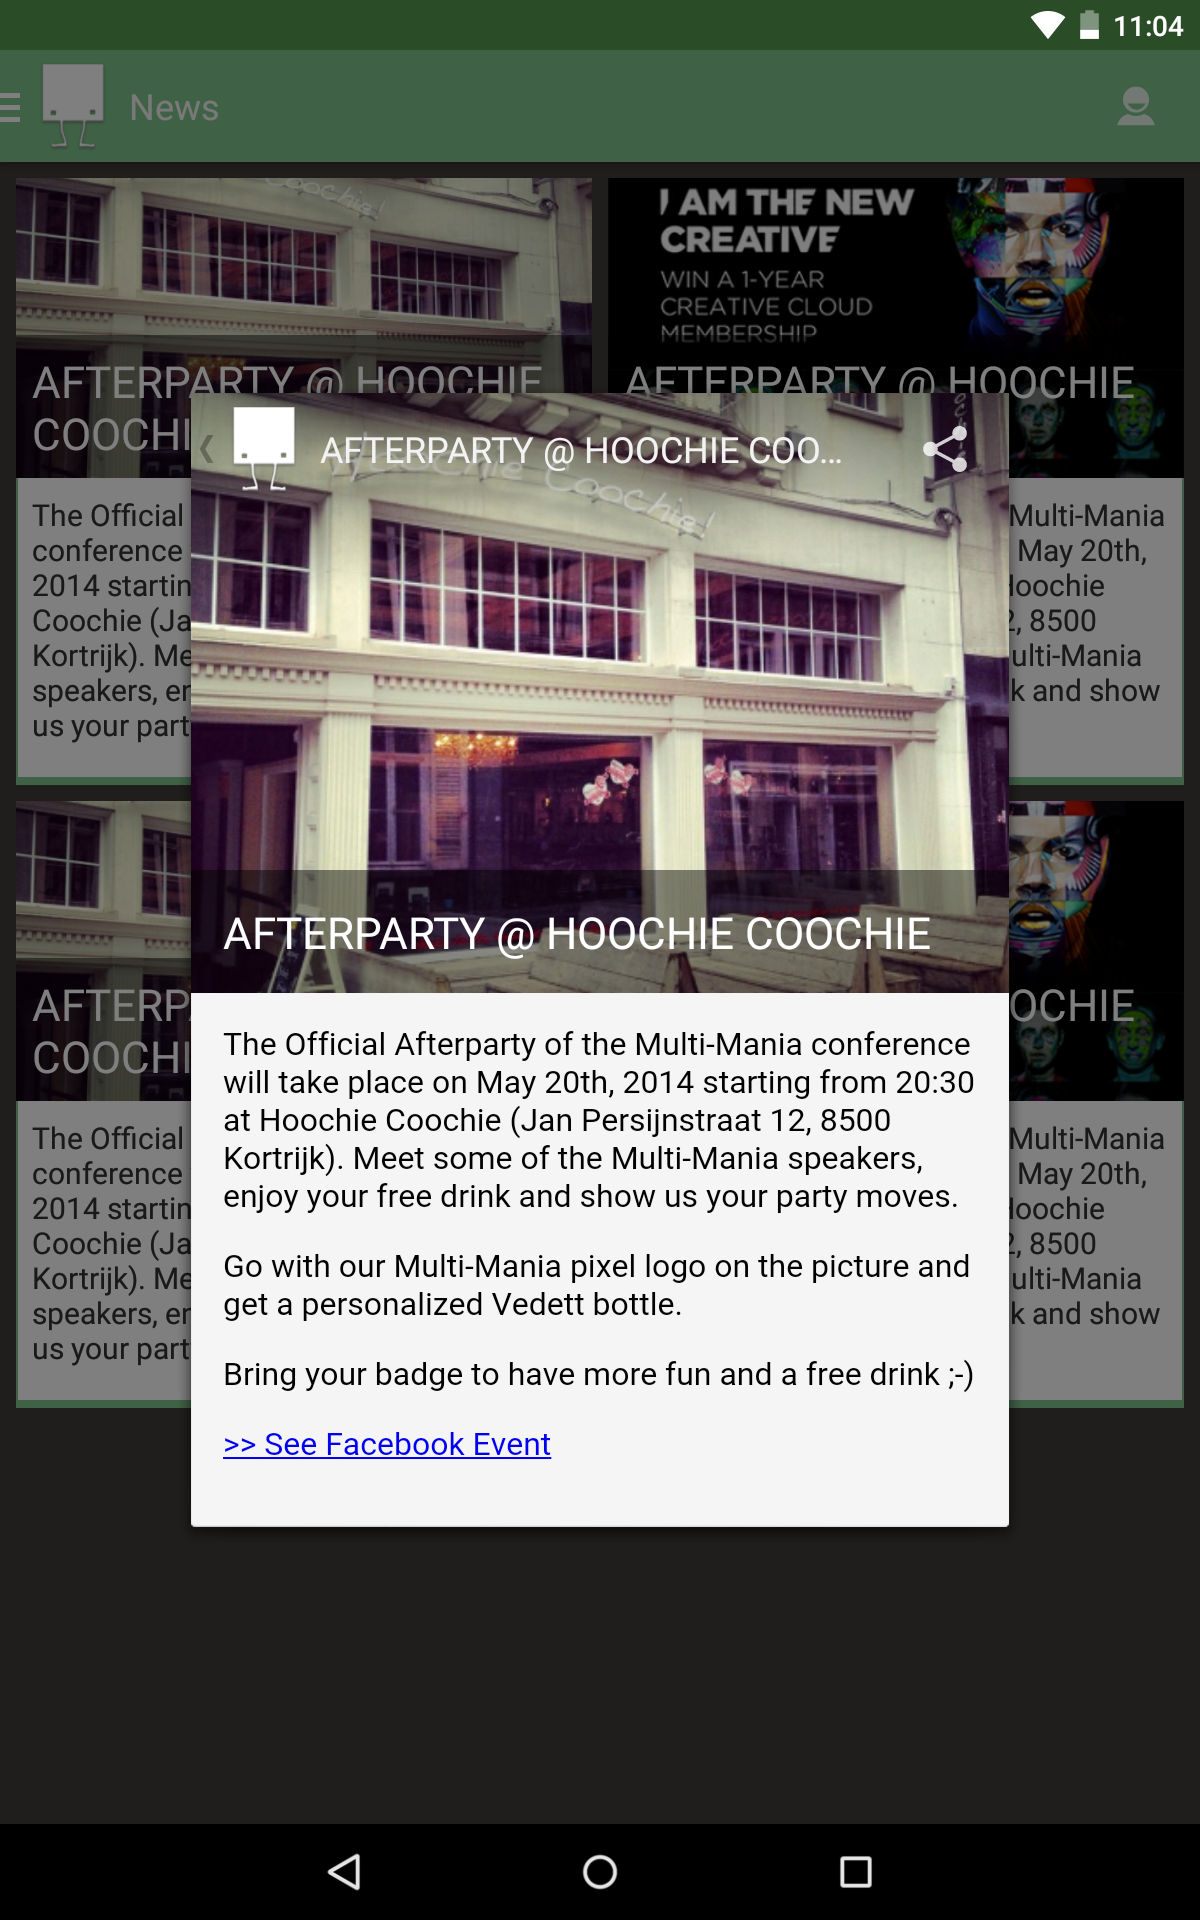 11:04
News
Coochie!
I AM THE NEW
CREATIVE
WIN A 1-YEAR
CREATIVE CLOUD
MEMBERSHIP
AFTERPARTY @ HOOCHIE
COOCHI
AFTERPARTY @ HOOCHIE
AFTERPARTY @ HOOCHIE COO...
Coochie!
The Official
conference
2014 startin
Coochie (Ja
Kortrijk). Me
speakers, en
us your part
Multi-Mania
May 20th,
Hoochie
2, 8500
ulti-Mania
k and show
AFTERPARTY @ HOOCHIE COOCHIE
The Official Afterparty of the Multi-Mania conference
will take place on May 20th, 2014 starting from 20:30
at Hoochie Coochie (Jan Persijnstraat 12, 8500
Kortrijk). Meet some of the Multi-Mania speakers,
enjoy your free drink and show us your party moves.
Go with our Multi-Mania pixel logo on the picture and
get a personalized Vedett bottle.
Bring your badge to have more fun and a free drink ;-)
>> See Facebook Event
AFTERP
COOCHI
OCHIE
The Official
conference
2014 startin
Coochie (Ja
Kortrijk). Me
speakers, en
us your part
Multi-Mania
May 20th,
Hoochie
2, 8500
ulti-Mania
k and show